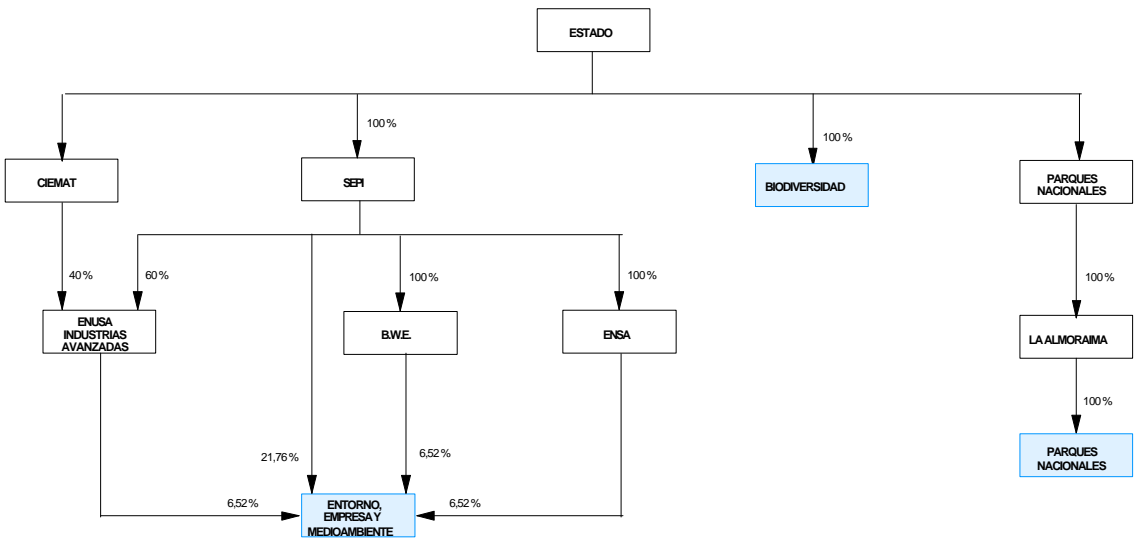 ESTADO
100%
100%
CIEMAT
SEPI
BIODIVERSIDAD
PARQUES
NACIONALES
40%
60%
100%
100%
100%
ENUSA
INDUSTRIAS
AVANZADAS
B.W.E.
ENSA
LA ALMORAIMA
100%
21,76%
6,52%
PARQUES
NACIONALES
6,52%
6,52%
ENTORNO,
EMPRESA Y
MEDIOAMBIENTE